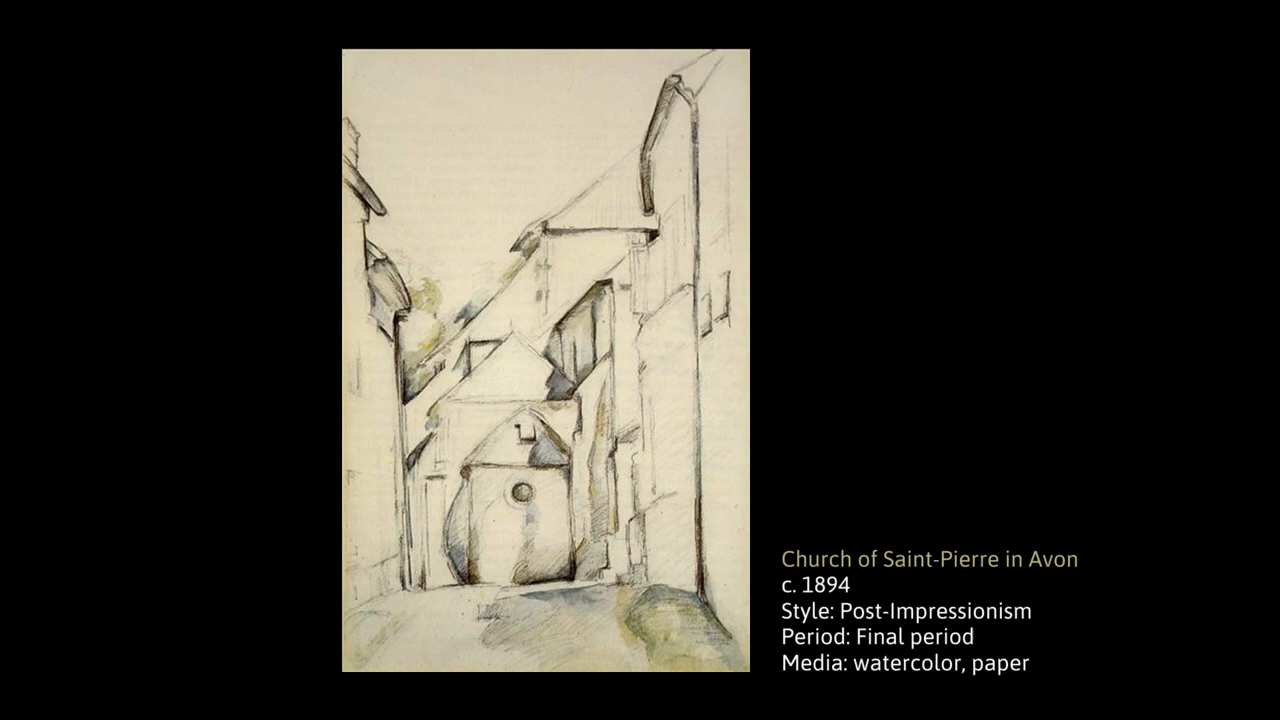 Church of Saint-Pierre in Avon
c. 1894
Style: Post-Impressionism
Period: Final period
Media: watercolor, paper